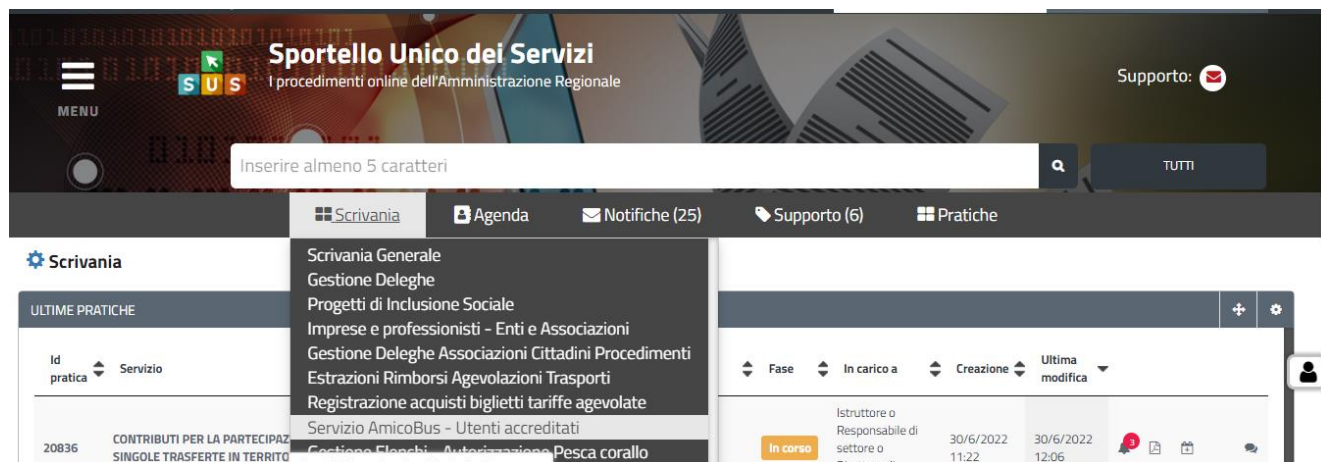 Sportello Unico dei Servizi
SUS
I procedimenti online dell'Amministrazione Regionale
Supporto:
MENU
Inserire almeno 5 caratteri
TUTTI
Scrivania
Agenda
Notifiche (25)
Supporto (6)
Pratiche
Scrivania
Scrivania Generale
Gestione Deleghe
Progetti di Inclusione Sociale
Imprese e professionisti - Enti e Associazioni
Gestione Deleghe Associazioni Cittadini Procedimenti
Estrazioni Rimborsi Agevolazioni Trasporti
Registrazione acquisti biglietti tariffe agevolate
Servizio AmicoBus - Utenti accreditati
Gestione Elenchi - Autorizzazione Pesca corallo
ULTIME PRATICHE
Id pratica
Servizio
Fase
In carico a
Creazione
Ultima
modifica
20836
CONTRIBUTI PER LA PARTECIPAZ
SINGOLE TRASFERTE IN TERRITO
In corso
Istruttore o
Responsabile di
settore o
30/6/2022
11:22
30/6/2022
12:06
3